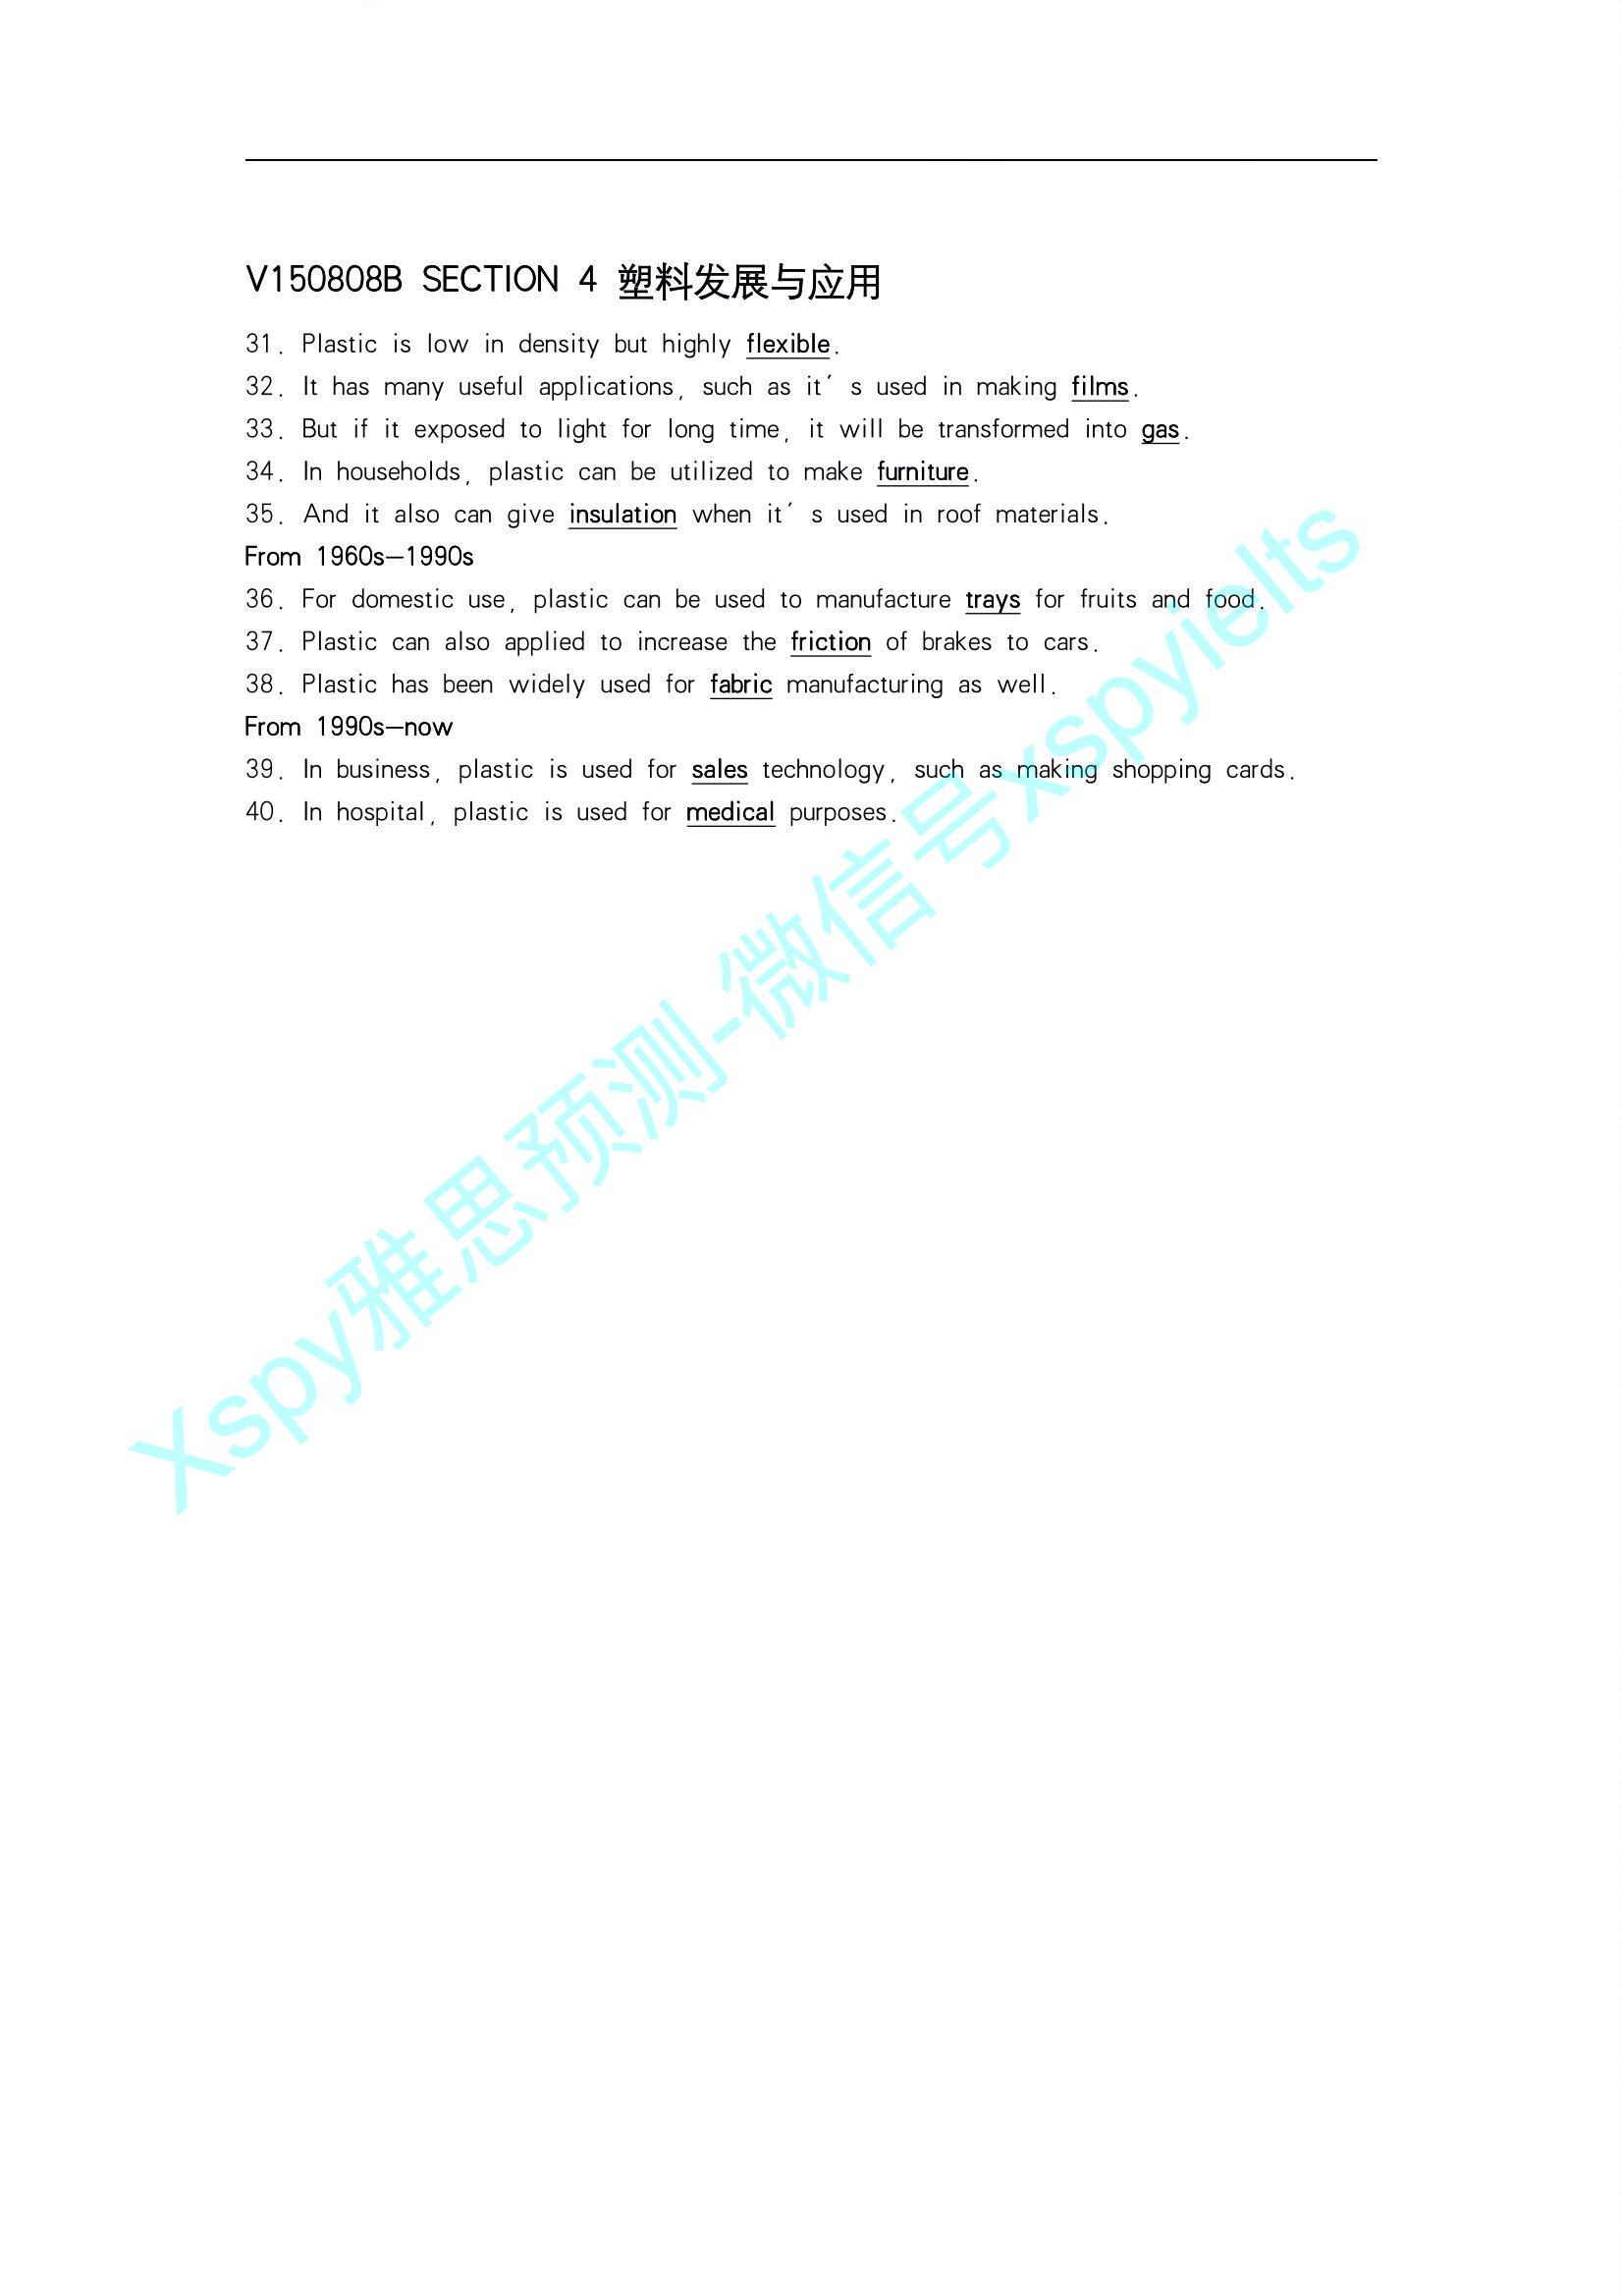 V150808B SECTION 4 塑料发展与应用
31. Plastic is low in density but highly flexible.
32. It has many useful applications, such as it′ s used in making films.
33. But if it exposed to light for long time, it will be transformed into gas.
34. In households, plastic can be utilized to make furniture.
35. And it also can give insulation when it′ s used in roof materials.
From 1960s—1990s
36. For domestic use, plastic can be used to manufacture trays for fruits and food.
37. Plastic can also applied to increase the friction of brakes to cars.
38. Plastic has been widely used for fabric manufacturing as well.
From 1990s—now
39. In business, plastic is used for sales technology, such as making shopping cards.
40. In hospital, plastic is used for medical purposes.
Xspy雅思预测-微信号xspyielts